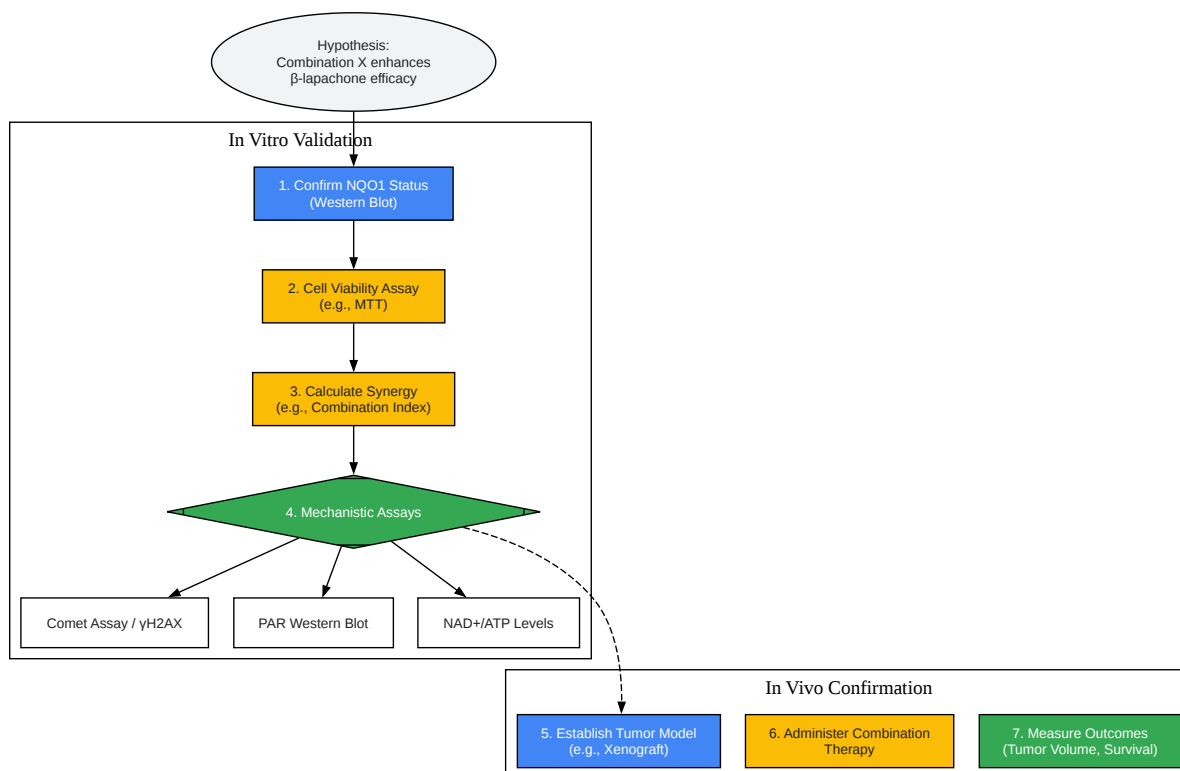 Hypothesis:
Combination X enhances
β-lapachone efficacy
In Vitro Validation
1. Confirm NQO1 Status
(Western Blot)
2. Cell Viability Assay
(e.g., MTT)
3. Calculate Synergy
(e.g., Combination Index)
4. Mechanistic Assays
Comet Assay / γH2AX
PAR Western Blot
NAD+/ATP Levels
In Vivo Confirmation
5. Establish Tumor Model
(e.g., Xenograft)
6. Administer Combination
Therapy
7. Measure Outcomes
(Tumor Volume, Survival)